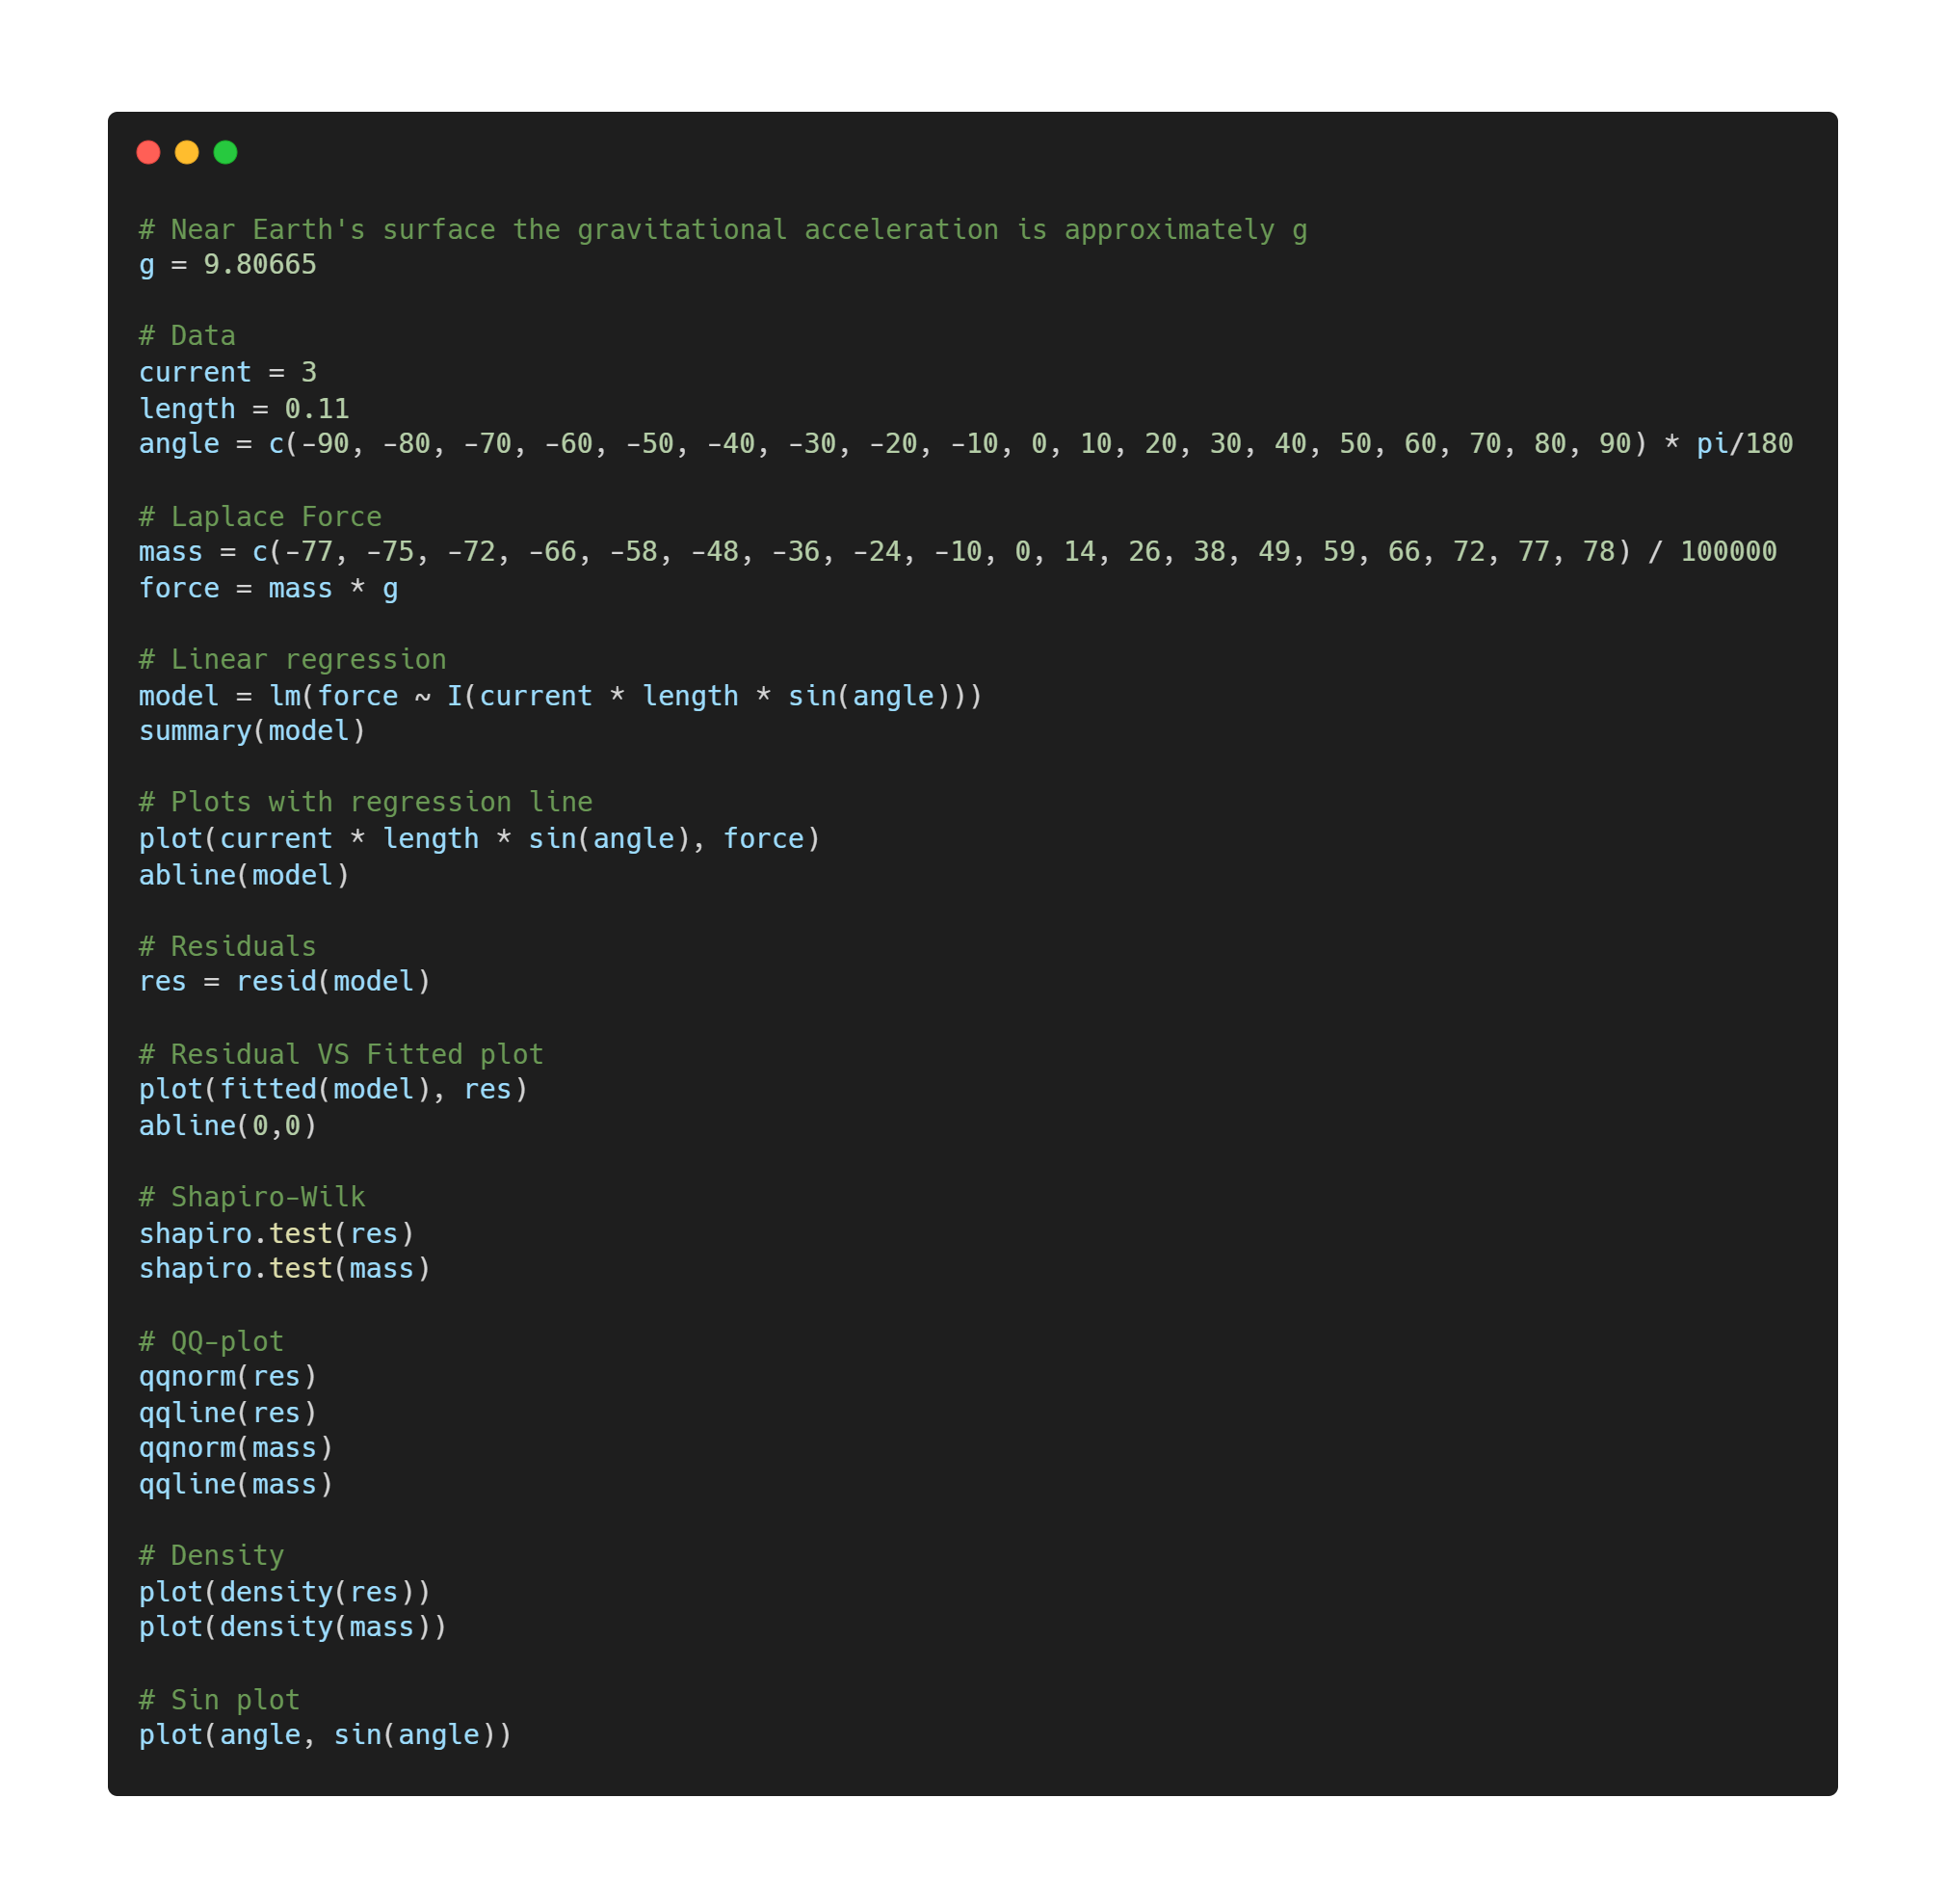 # Near Earth's surface the gravitational acceleration is approximately g
g = 9.80665
# Data
current = 3
length = 0.11
angle = c(-90, -80, -70, -60, -50, -40, -30, -20, -10, 0, 10, 20, 30, 40, 50, 60, 70, 80, 90) * pi/180
# Laplace Force
mass = c(-77, -75, -72, -66, -58, -48, -36, -24, -10, 0, 14, 26, 38, 49, 59, 66, 72, 77, 78) / 100000
force = mass * g
# Linear regression
model = lm(force ~ I(current * length * sin(angle)))
summary(model)
# Plots with regression line
plot(current * length * sin(angle), force)
abline(model)
# Residuals
res = resid(model)
# Residual VS Fitted plot
plot(fitted(model), res)
abline(0,0)
# Shapiro-Wilk
shapiro.test(res)
shapiro.test(mass)
# QQ-plot
qqnorm(res)
qqline(res)
qqnorm(mass)
qqline(mass)
# Density
plot(density(res))
plot(density(mass))
# Sin plot
plot(angle, sin(angle))